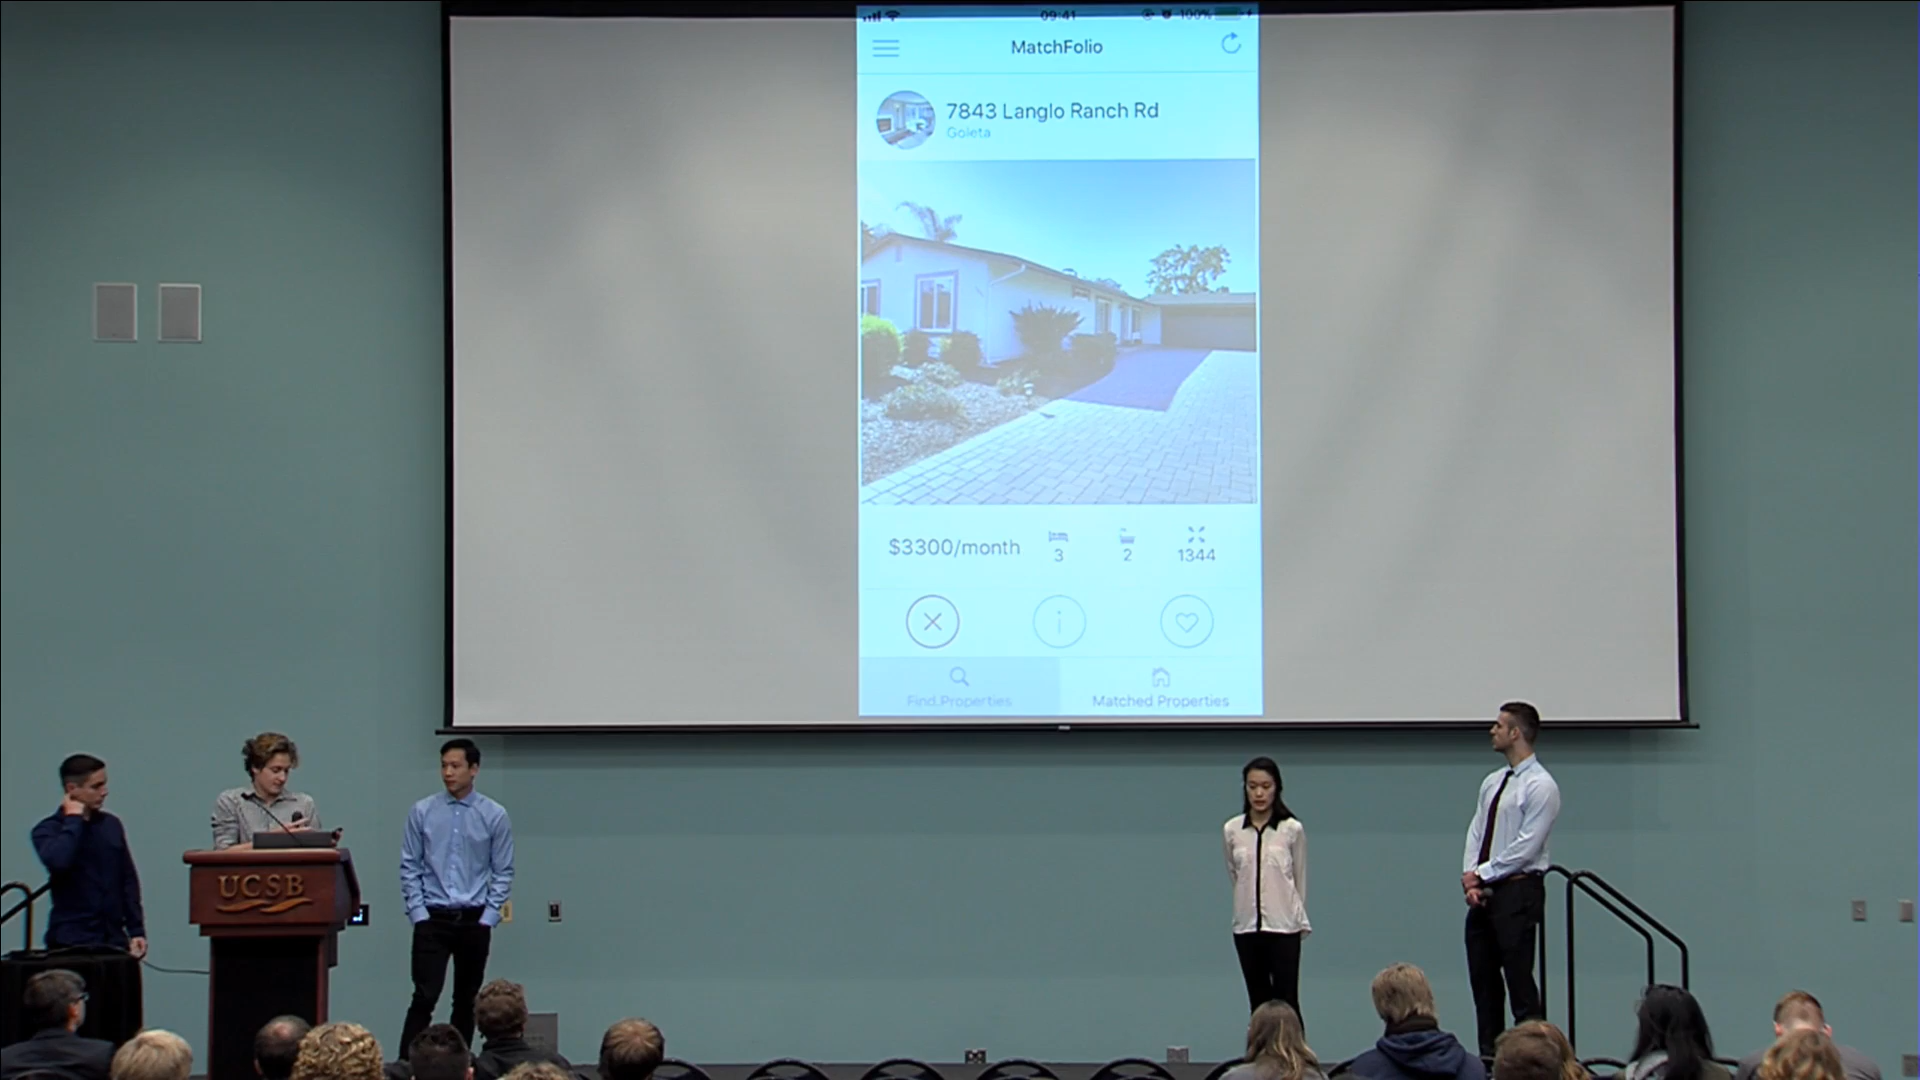 09:41 100%
MatchFolio
7843 Langlo Ranch Rd
Goleta
$3300/month
3
2
1344
Find Properties
Matched Properties
UCSB